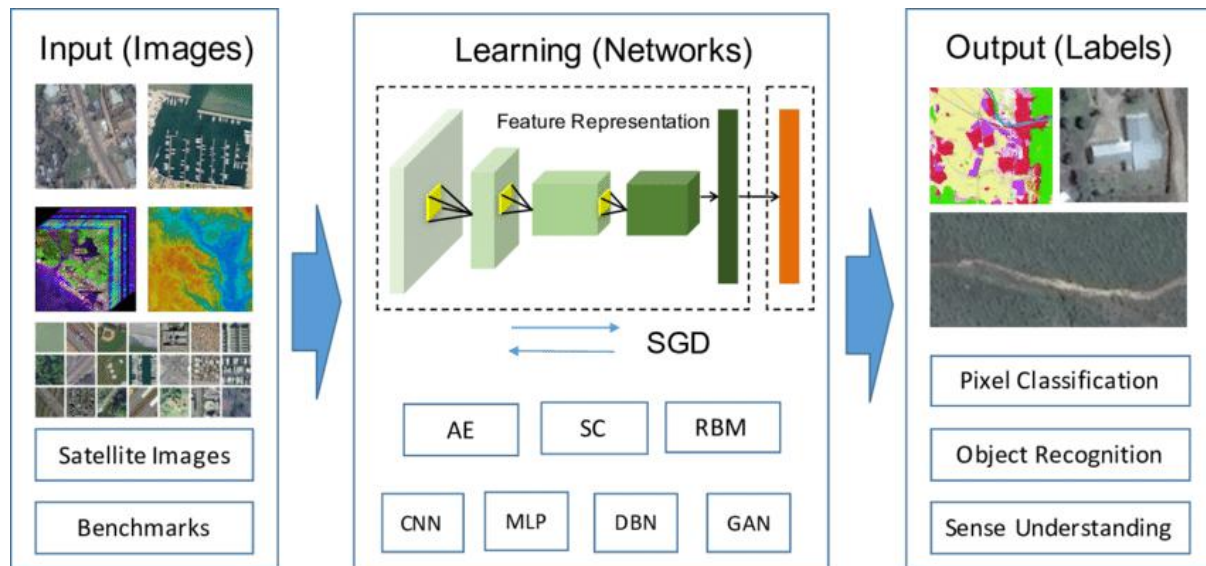 Input (Images)
Satellite Images
Benchmarks
Learning (Networks)
Feature Representation
SGD
AE SC RBM
CNN MLP DBN GAN
Output (Labels)
Pixel Classification
Object Recognition
Sense Understanding